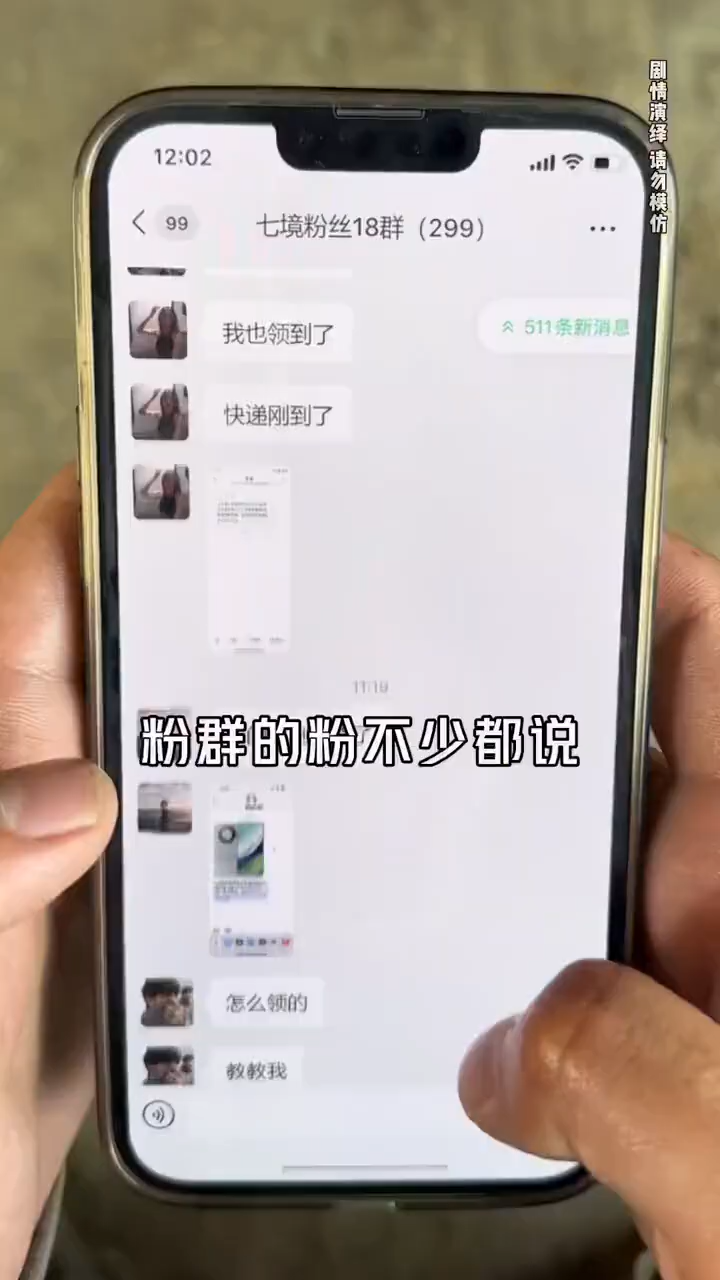 剧情演绎 请勿模仿
12:02
99
七境粉丝18群（299）
我也领到了
511条新消息
快递刚到了
11:19
粉群的粉不少都说
怎么领的
教教我